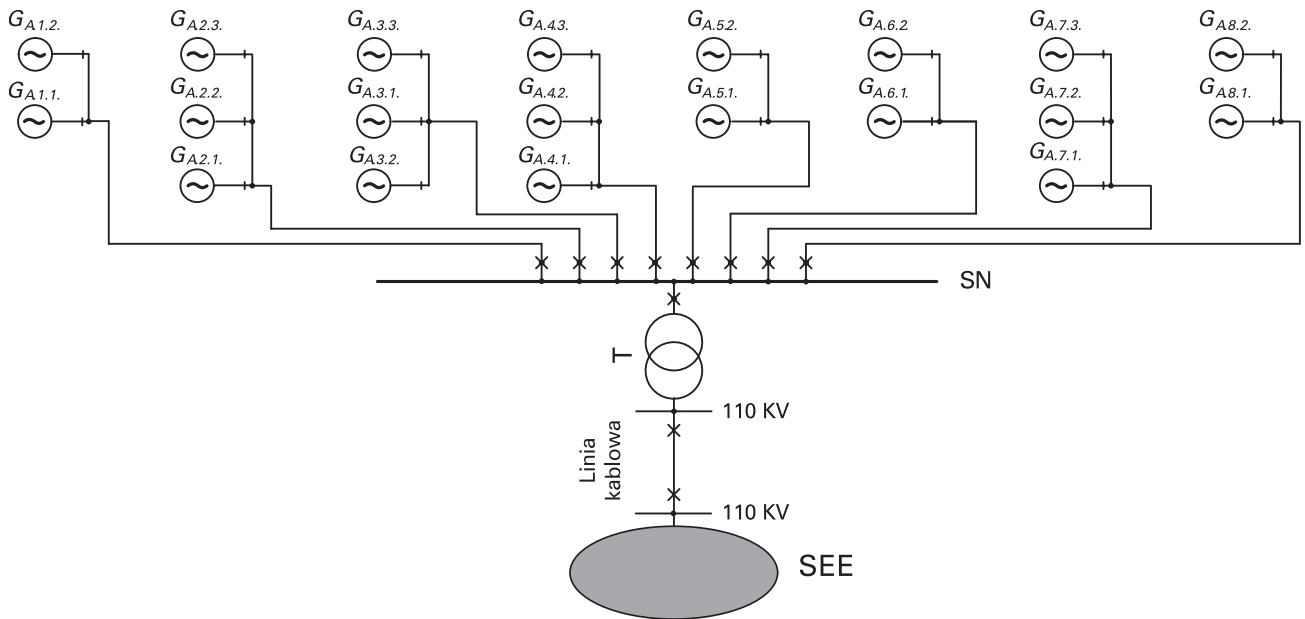 G A.1.2.
G A.2.3.
G A.3.3.
G A.4.3.
G A.5.2.
G A.6.2.
G A.7.3.
G A.8.2.
G A.1.1.
G A.2.2.
G A.3.1.
G A.4.2.
G A.5.1.
G A.6.1.
G A.7.2.
G A.8.1.
G A.2.1.
G A.3.2.
G A.4.1.
G A.7.1.
SN
T
110 KV
Linia
kablowa
110 KV
SEE